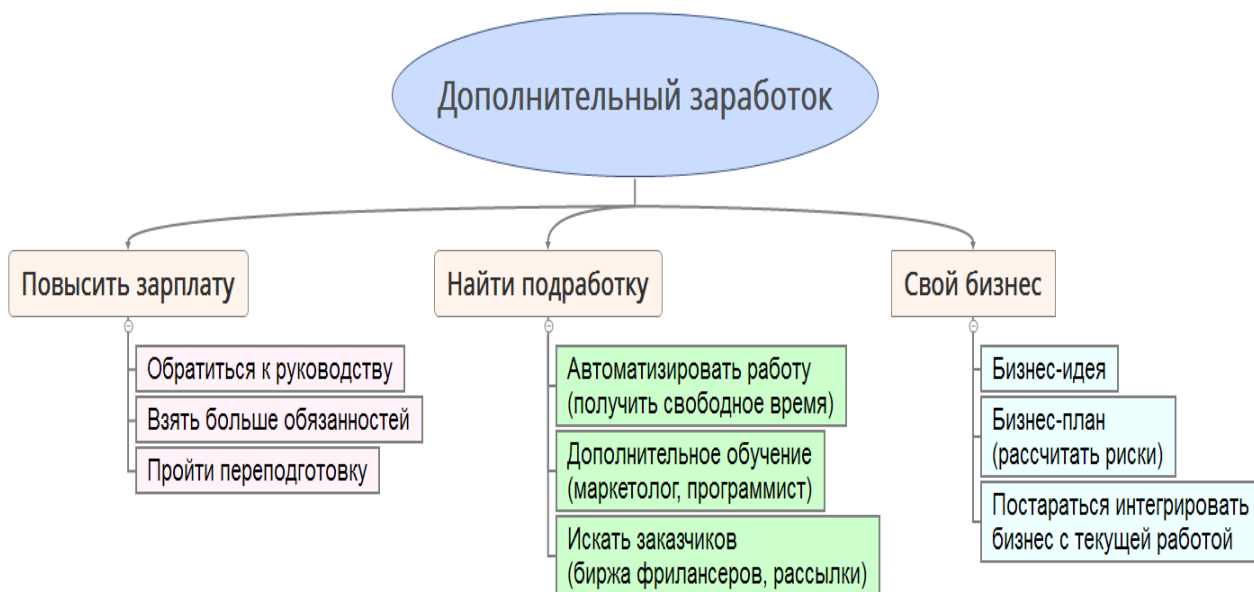 Дополнительный заработок
Повысить зарплату
Обратиться к руководству
Взять больше обязанностей
Пройти переподготовку
Найти подработку
Автоматизировать работу
(получить свободное время)
Дополнительное обучение
(маркетолог, программист)
Искать заказчиков
(биржа фрилансеров, рассылки)
Свой бизнес
Бизнес-идея
Бизнес-план
(рассчитать риски)
Постараться интегрировать
бизнес с текущей работой